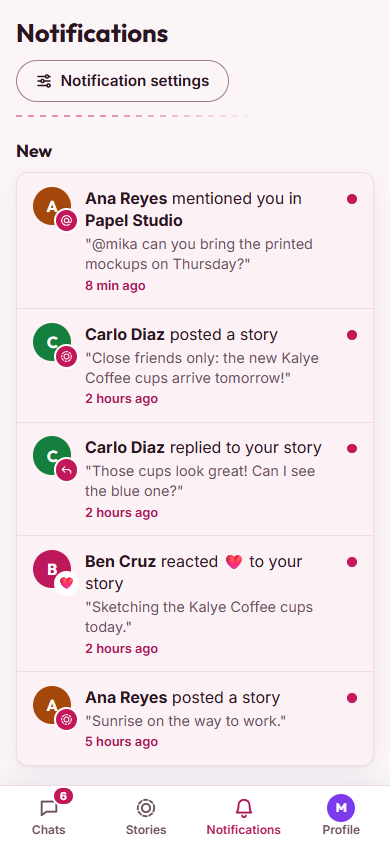 Notifications
Notification settings
New
A
Ana Reyes mentioned you in
Papel Studio
"@mika can you bring the printed
mockups on Thursday?"
8 min ago
C
Carlo Diaz posted a story
"Close friends only: the new Kalye
Coffee cups arrive tomorrow!"
2 hours ago
C
Carlo Diaz replied to your story
"Those cups look great! Can I see
the blue one?"
2 hours ago
B
Ben Cruz reacted ❤️ to your
story
"Sketching the Kalye Coffee cups
today."
2 hours ago
A
Ana Reyes posted a story
"Sunrise on the way to work."
5 hours ago
6
M
Chats Stories Notifications Profile